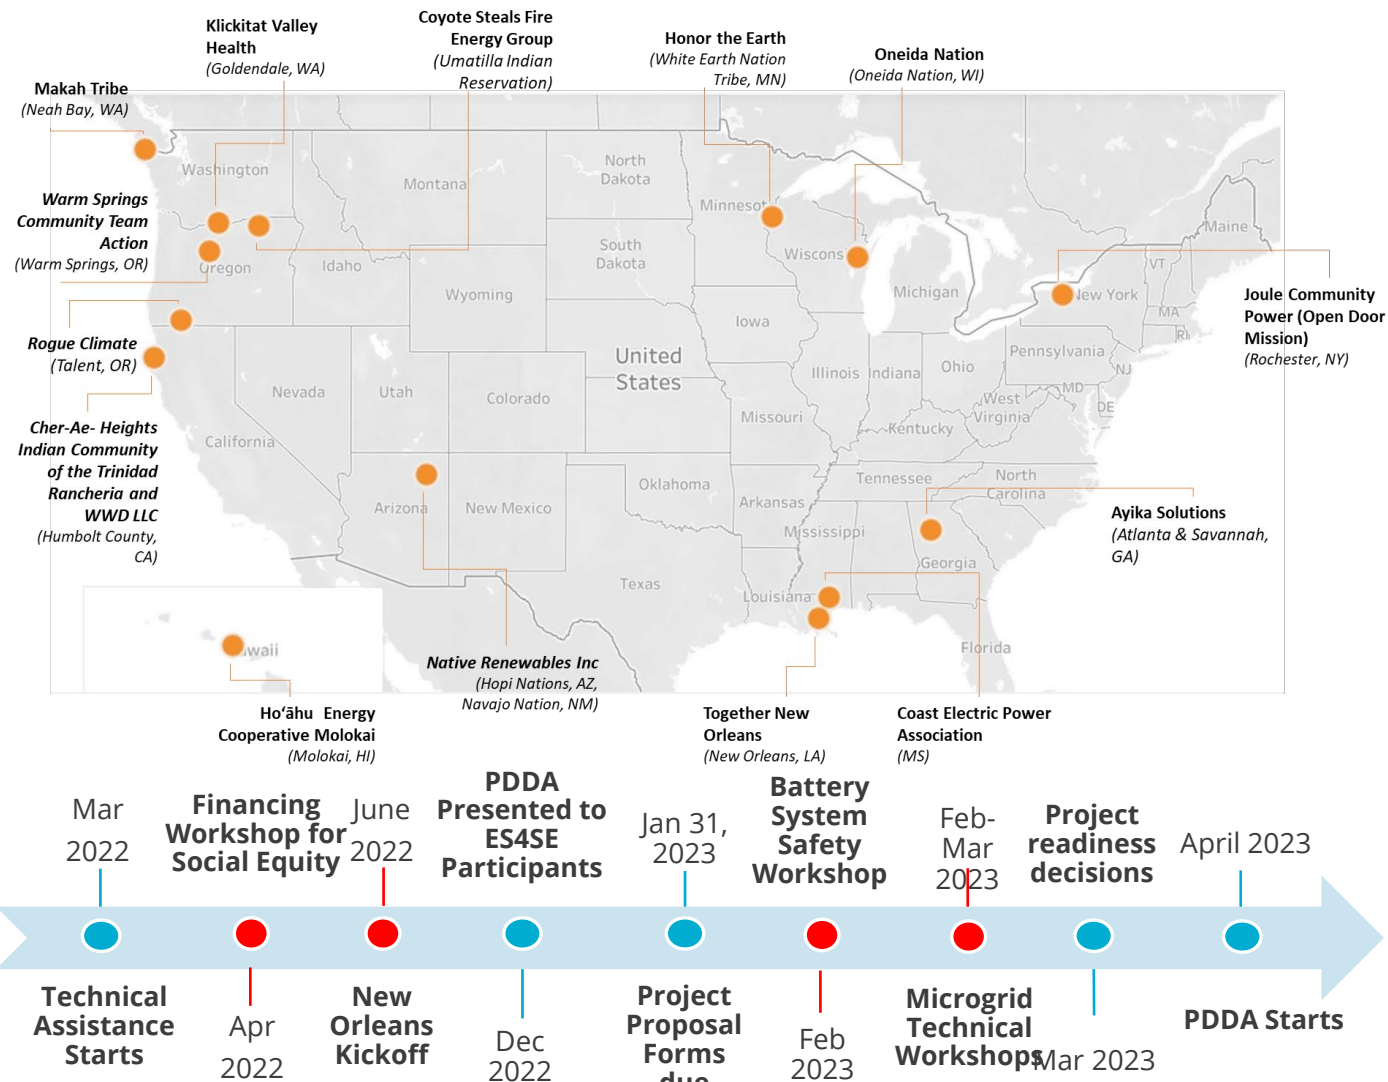 Klickitat Valley
Health
(Goldendale, WA)
Coyote Steals Fire
Energy Group
(Umatilla Indian
Reservation)
Honor the Earth
(White Earth Nation
Tribe, MN)
Oneida Nation
(Oneida Nation, WI)
Makah Tribe
(Neah Bay, WA)
Warm Springs
Community Team
Action
(Warm Springs, OR)
Rogue Climate
(Talent, OR)
Cher-Ae- Heights
Indian Community
of the Trinidad
Rancheria and
WWD LLC
(Humbolt County,
CA)
Joule Community
Power (Open Door
Mission)
(Rochester, NY)
Ayika Solutions
(Atlanta & Savannah,
GA)
Native Renewables Inc
(Hopi Nations, AZ,
Navajo Nation, NM)
Hoʻāhu Energy
Cooperative Molokai
(Molokai, HI)
Together New
Orleans
(New Orleans, LA)
Coast Electric Power
Association
(MS)
Washington
Montana
North
Dakota
Minnesot
Maine
Oregon
Idaho
South
Dakota
Wiscons
VT
Wyoming
Michigan
New York
MA
RI
Iowa
United
States
Pennsylvania
NJ
Nevada
Utah
Colorado
Illinois
Indiana
Ohio
MD
DE
West
Virginia
California
Missouri
Kentucky
Arizona
New Mexico
Oklahoma
Arkansas
Tennessee
North
Carolina
Mississippi
Georgia
Texas
Louisiana
Florida
waii
Mar
2022
Technical
Assistance
Starts
Financing
Workshop for
Social Equity
Apr
2022
June
2022
New
Orleans
Kickoff
PDDA
Presented to
ES4SE
Participants
Dec
2022
Jan 31,
2023
Project
Proposal
Forms
due
Battery
System
Safety
Workshop
Feb
2023
Feb-
Mar
2023
Microgrid
Technical
Workshops
Project
readiness
decisions
Mar 2023
April 2023
PDDA Starts